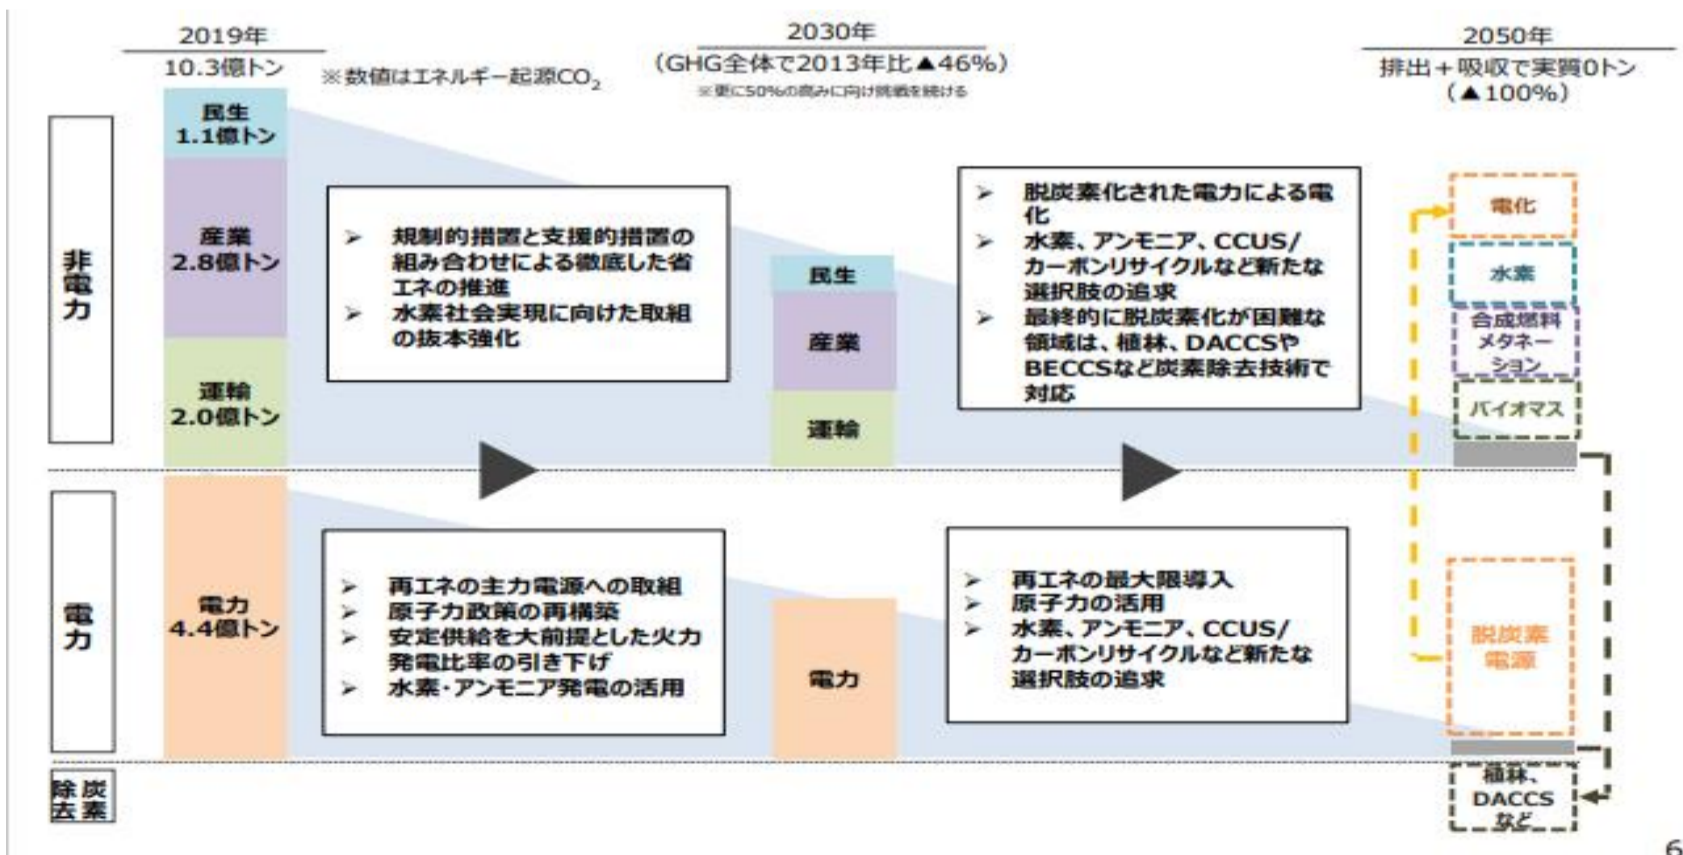 2019年
10.3億トン
※数値はエネルギー起源CO₂
2030年
(GHG全体で2013年比▲46%)
※更に50%の高みに向け挑戦を続ける
2050年
排出＋吸収で実質0トン
(▲100%)
非電力
民生
1.1億トン
産業
2.8億トン
運輸
2.0億トン
➢ 規制的措置と支援的措置の
組み合わせによる徹底した省
エネの推進
➢ 水素社会実現に向けた取組
の抜本強化
民生
産業
運輸
➢ 脱炭素化された電力による電
化
➢ 水素、アンモニア、CCUS/
カーボンリサイクルなど新たな
選択肢の追求
➢ 最終的に脱炭素化が困難な
領域は、植林、DACCSや
BECCSなど炭素除去技術で
対応
電化
水素
合成燃料
メタネー
ション
バイオマス
電力
電力
4.4億トン
➢ 再エネの主力電源への取組
➢ 原子力政策の再構築
➢ 安定供給を大前提とした火力
発電比率の引き下げ
➢ 水素・アンモニア発電の活用
電力
➢ 再エネの最大限導入
➢ 原子力の活用
➢ 水素、アンモニア、CCUS/
カーボンリサイクルなど新たな
選択肢の追求
脱炭素
電源
炭素
除去
植林、
DACCS
など
6